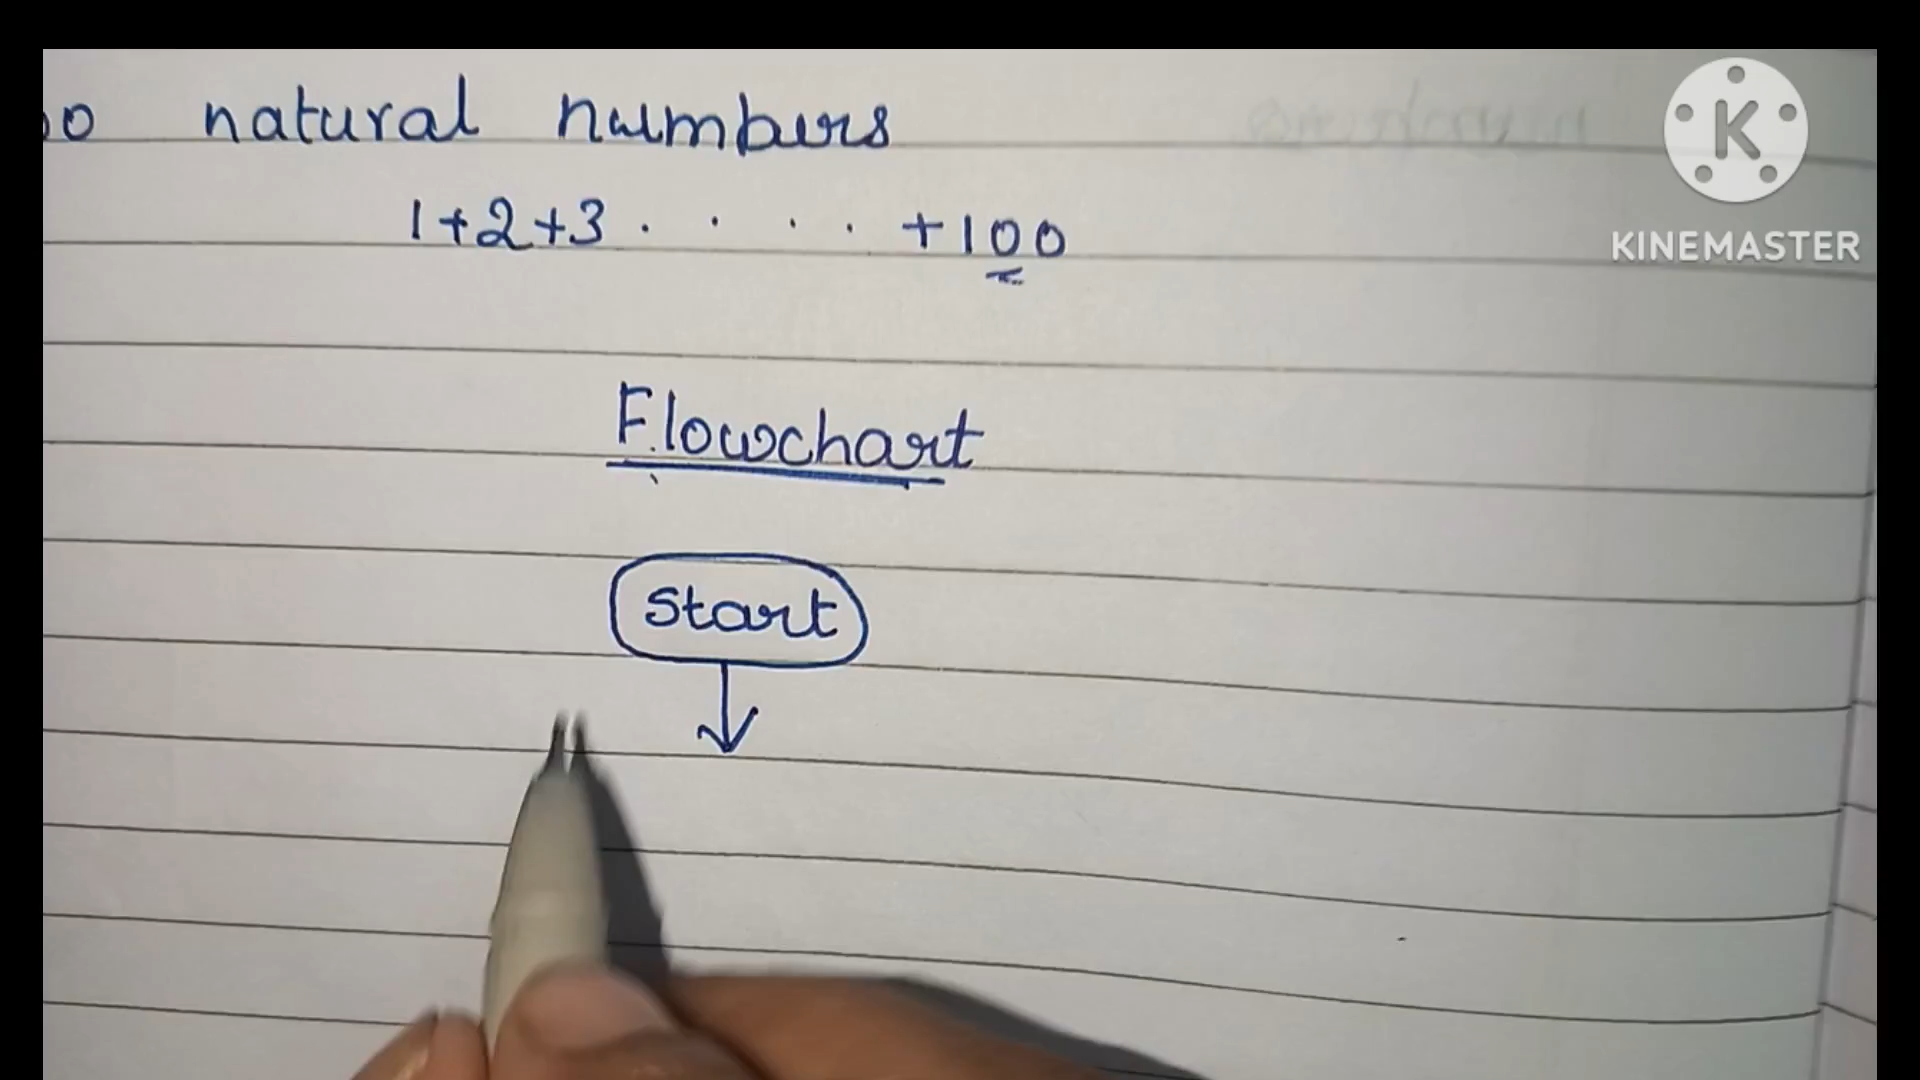 natural numbers
1+2+3 . . . . +100
Flowchart
Start
K
KINEMASTER